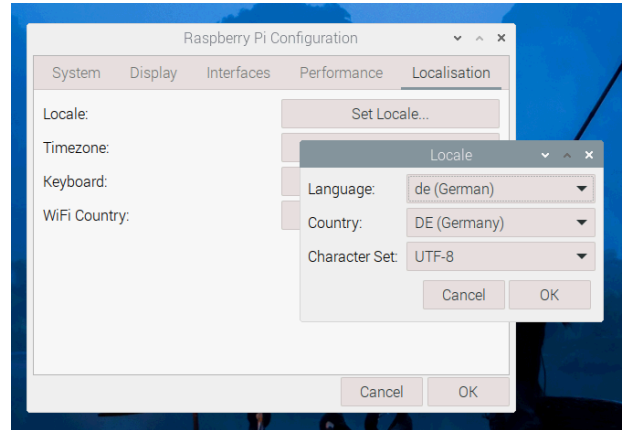 Raspberry Pi Configuration
System Display Interfaces Performance Localisation
Locale: Set Locale...
Timezone:
Keyboard:
WiFi Country:
Locale
Language: de (German)
Country: DE (Germany)
Character Set: UTF-8
Cancel OK
Cancel OK